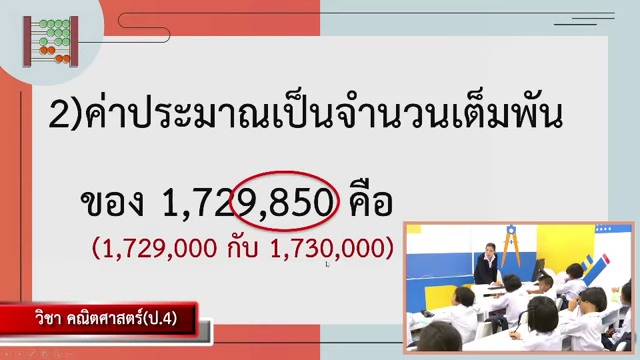 2)ค่าประมาณเป็นจำนวนเต็มพัน
ของ 1,729,850 คือ
(1,729,000 กับ 1,730,000)
วิชา คณิตศาสตร์(ป.4)